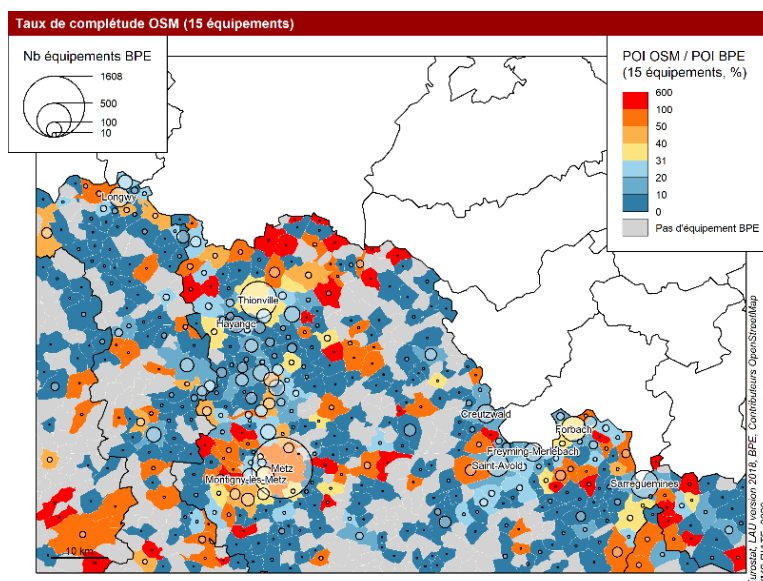 Taux de complétude OSM (15 équipements)
Nb équipements BPE
1608
500
100
10
POI OSM / POI BPE
(15 équipements, %)
600
100
50
40
31
20
10
0
Pas d'équipement BPE
Longwy
Thionville
Hayange
Creutzwald
Forbach
Freyming-Merlebach
Saint-Avold
Metz
Montigny-les-Metz
Sarreguemines
10 km
LAU version 2018, BPE, Contributeurs OpenStreetMap